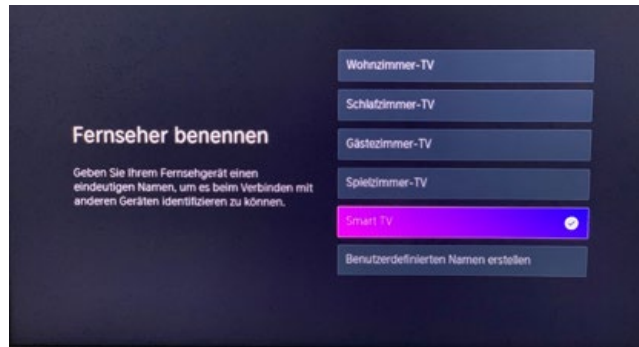 Fernseher benennen
Geben Sie Ihrem Fernsehgerät einen
eindeutigen Namen, um es beim Verbinden mit
anderen Geräten identifizieren zu können.
Wohnzimmer-TV
Schlafzimmer-TV
Gästezimmer-TV
Spielzimmer-TV
Smart TV
Benutzerdefinierten Namen erstellen